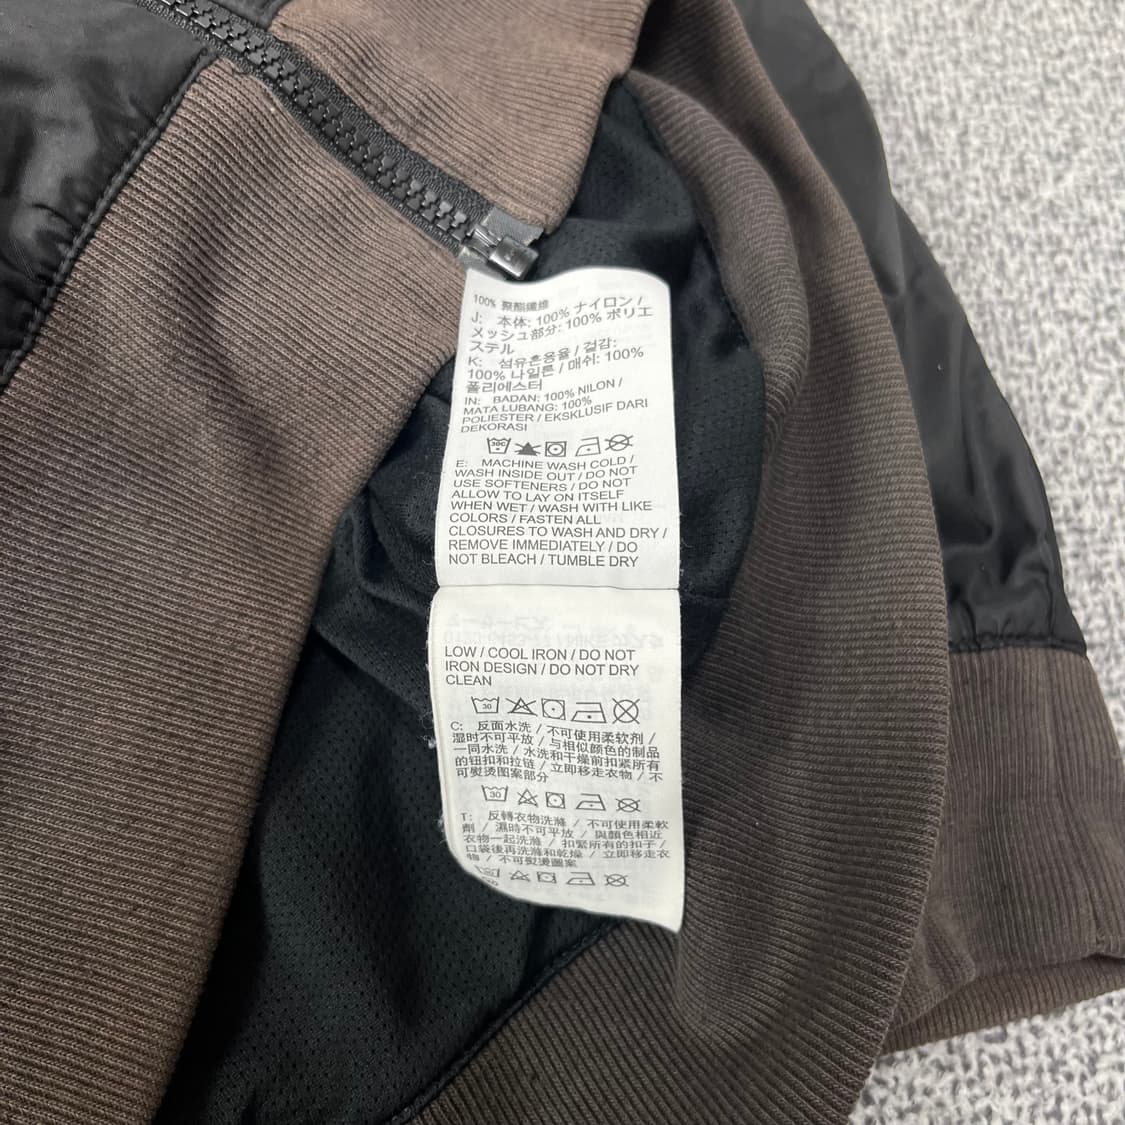 100% 聚酯纤维
J: 本体: 100% ナイロン /
メッシュ部分: 100% ポリエ
ステル
K: 섬유혼용율 / 겉감:
100% 나일론 / 매쉬: 100%
폴리에스터
IN: BADAN: 100% NILON /
MATA LUBANG: 100%
POLIESTER / EKSKLUSIF DARI
DEKORASI
30C
E: MACHINE WASH COLD /
WASH INSIDE OUT / DO NOT
USE SOFTENERS / DO NOT
ALLOW TO LAY ON ITSELF
WHEN WET / WASH WITH LIKE
COLORS / FASTEN ALL
CLOSURES TO WASH AND DRY /
REMOVE IMMEDIATELY / DO
NOT BLEACH / TUMBLE DRY
LOW / COOL IRON / DO NOT
IRON DESIGN / DO NOT DRY
CLEAN
30
C: 反面水洗 / 不可使用柔软剂 /
湿时不可平放 / 与相似颜色的制品
一同水洗 / 水洗和干燥前扣紧所有
的钮扣和拉链 / 立即移走衣物 / 不
可熨烫图案部分
30
T: 反轉衣物洗滌 / 不可使用柔軟
劑 / 濕時不可平放 / 與顏色相近
衣物一起洗滌 / 扣緊所有的扣子 /
口袋後再洗滌和乾燥 / 立即移走衣
物 / 不可熨燙圖案